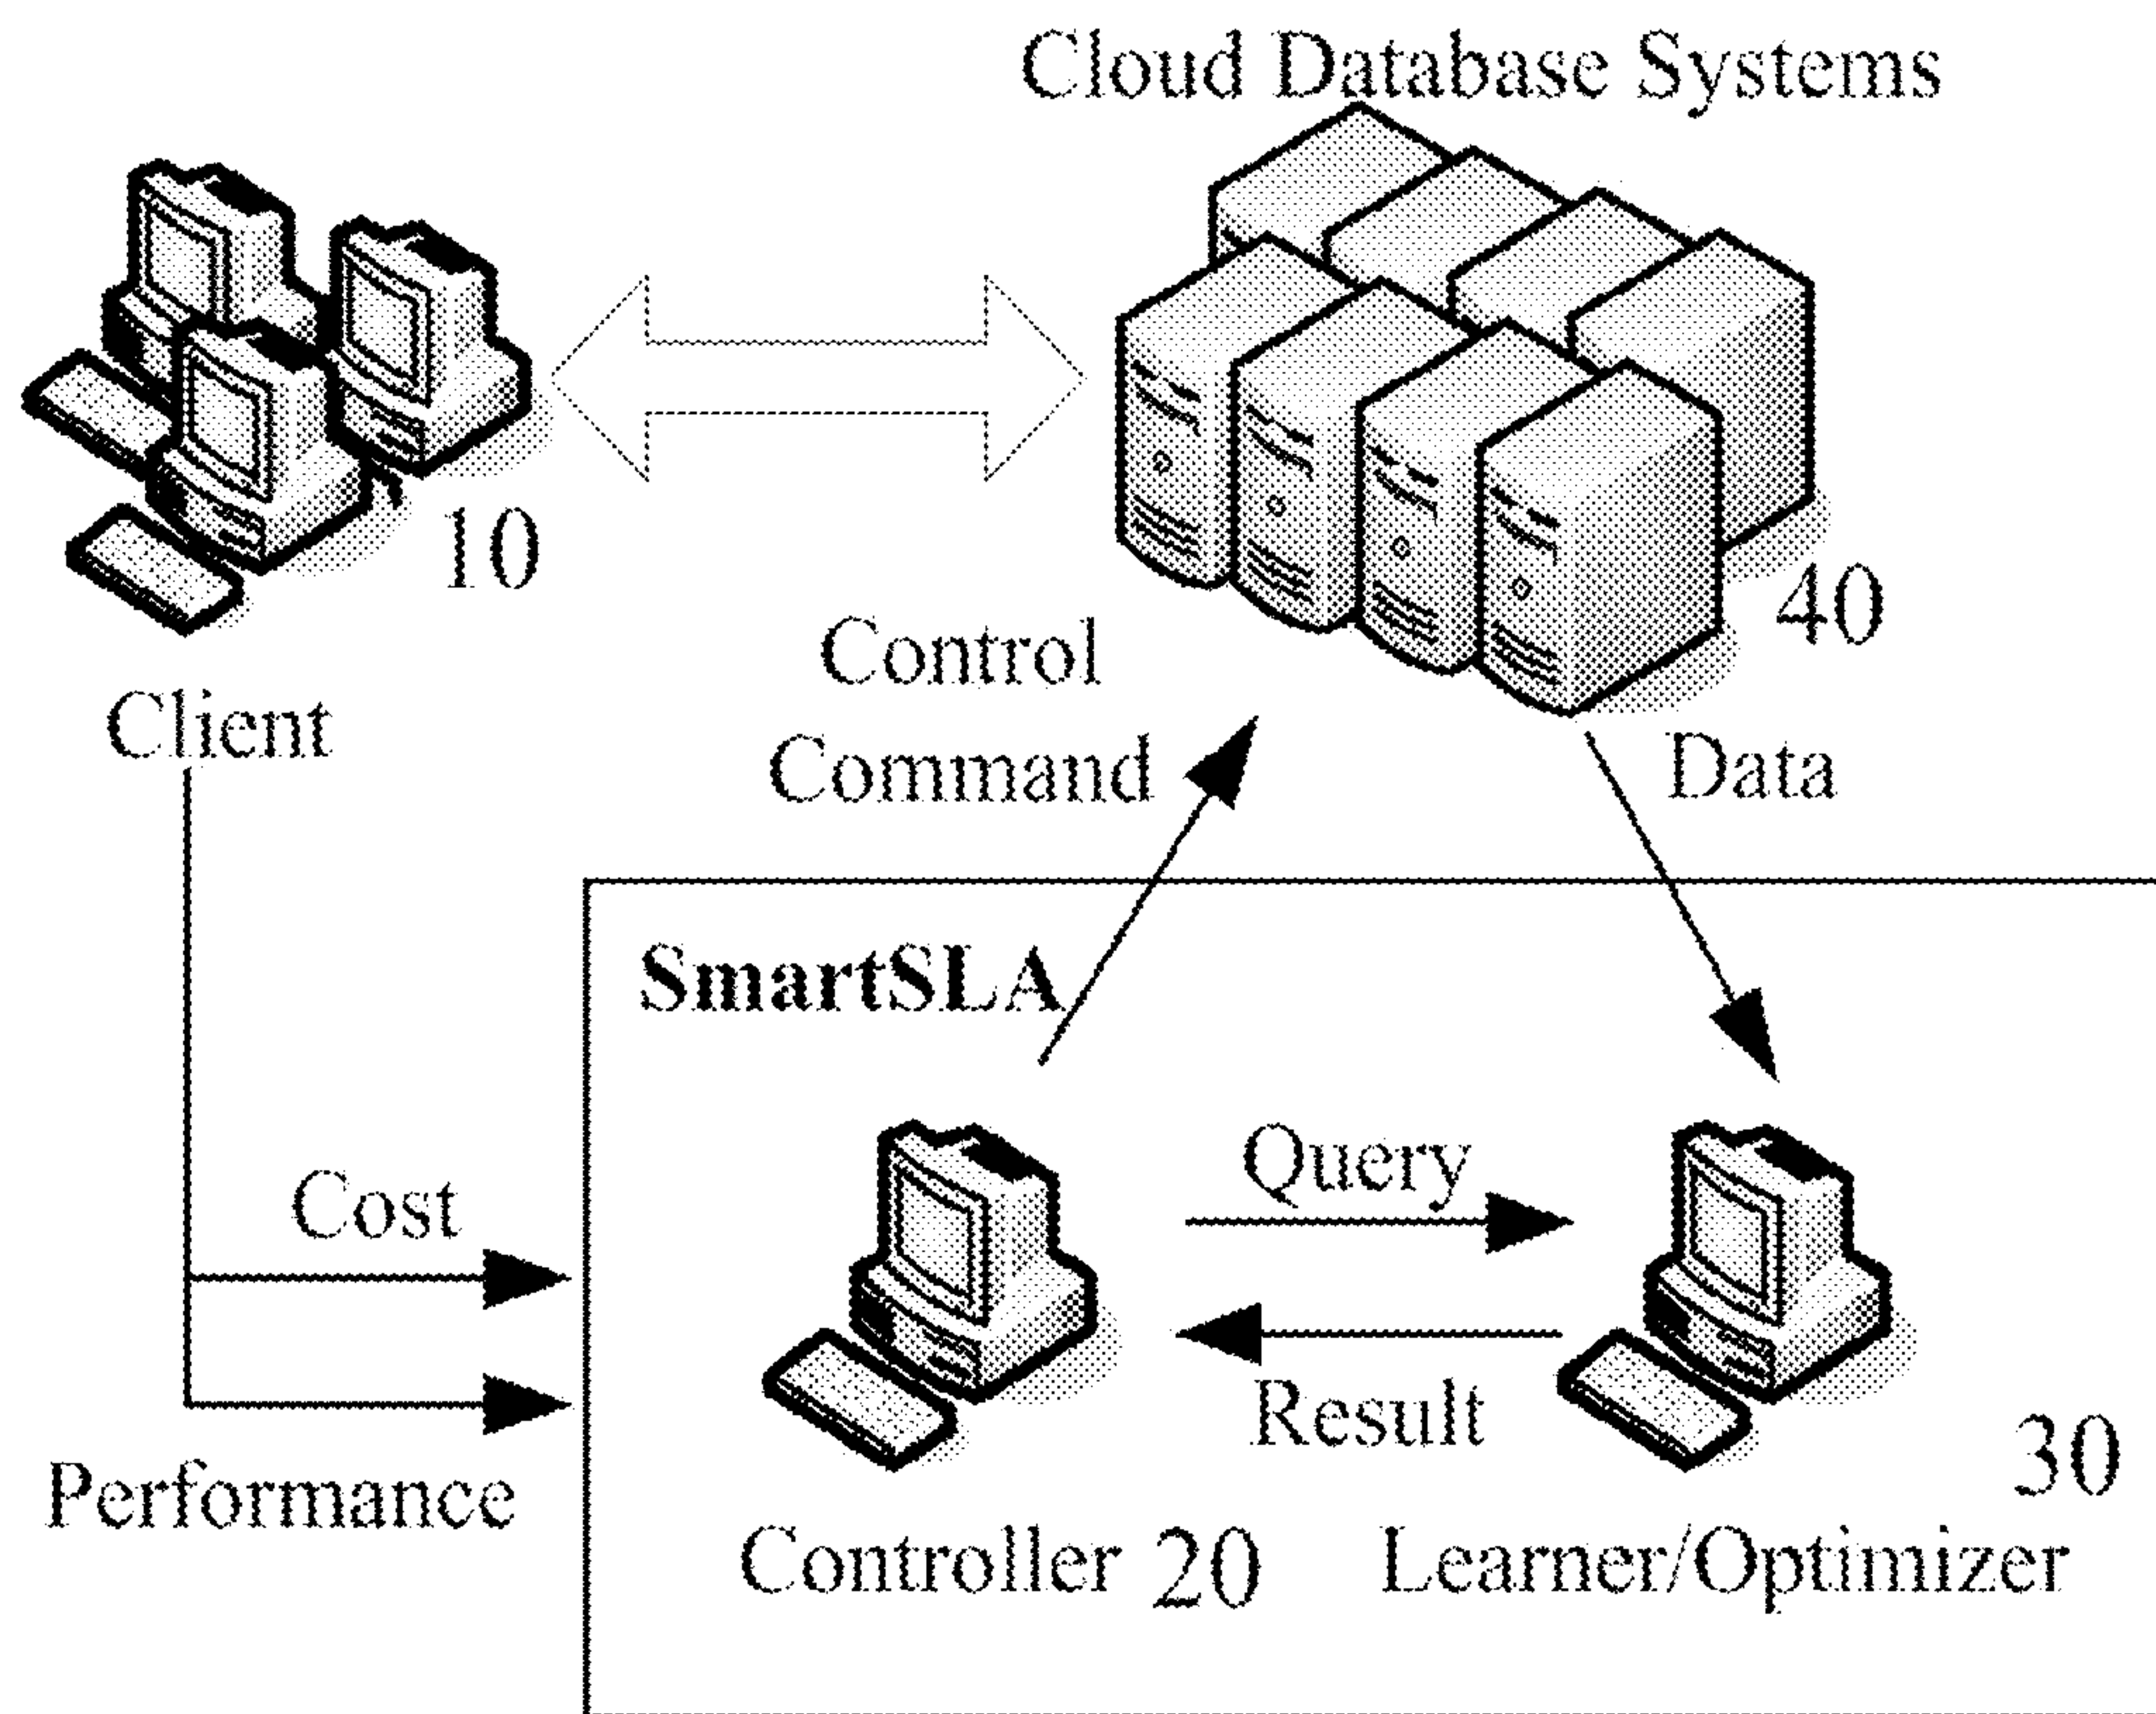 Cloud Database Systems
10
40
Client
Control
Command
Data
SmartSLA
Cost
Query
Performance
Result
30
Controller 20
Learner/Optimizer